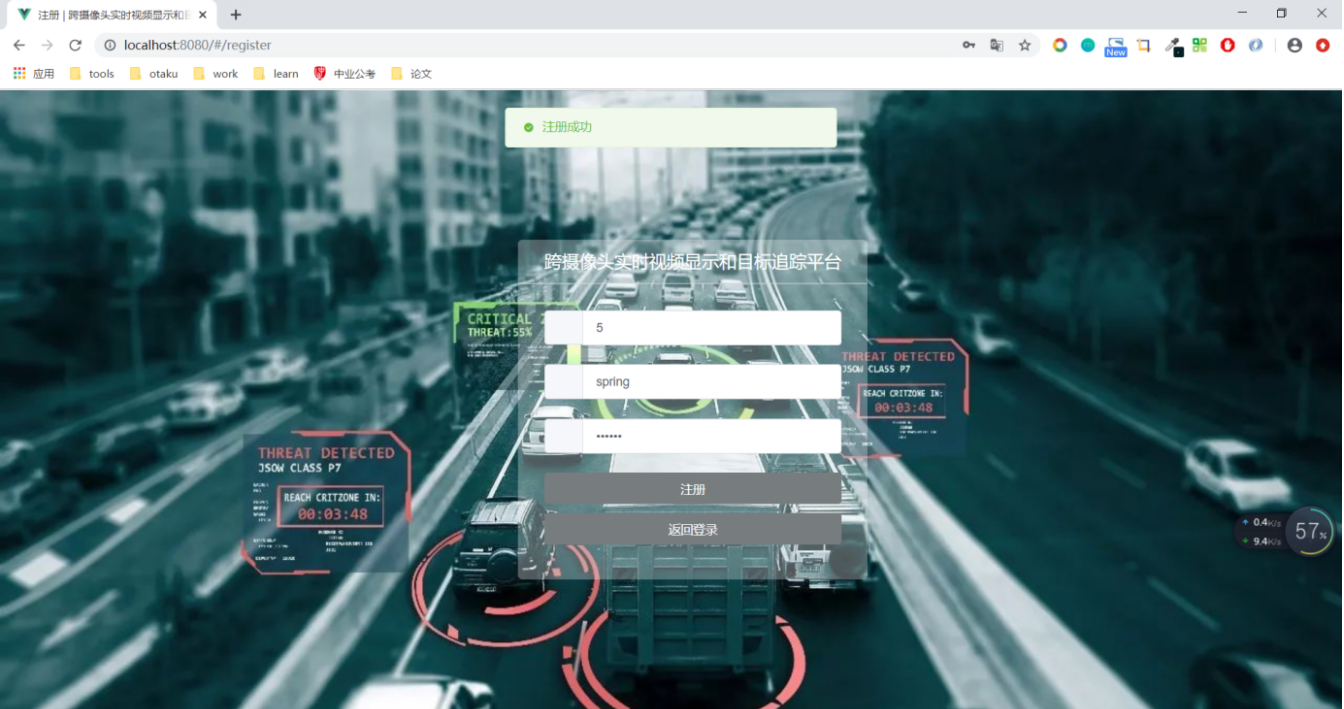 注册 | 跨摄像头实时视频显示和目
localhost:8080/#/register
New
应用 tools otaku work learn 中业公考 论文
注册成功
跨摄像头实时视频显示和目标追踪平台
CRITICAL
THREAT:55%
5
spring
••••••
注册
返回登录
THREAT DETECTED
JSOW CLASS P7
REACH CRITZONE IN:
00:03:48
THREAT DETECTED
JSOW CLASS P7
REACH CRITZONE IN:
00:03:48
0.4K/s
9.4K/s
57%